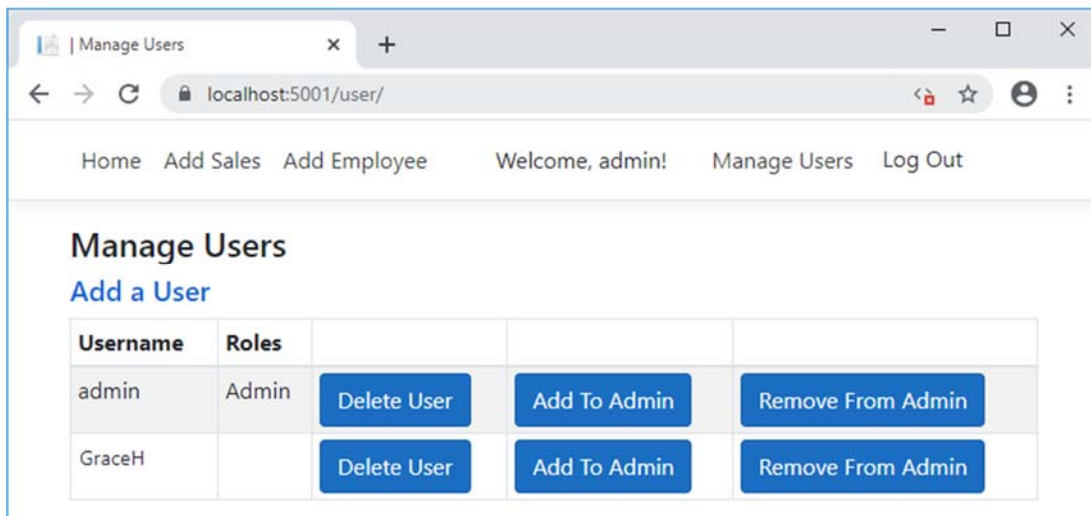 | Manage Users
localhost:5001/user/
Home Add Sales Add Employee Welcome, admin! Manage Users Log Out
Manage Users
Add a User
Username Roles
admin Admin Delete User Add To Admin Remove From Admin
GraceH Delete User Add To Admin Remove From Admin